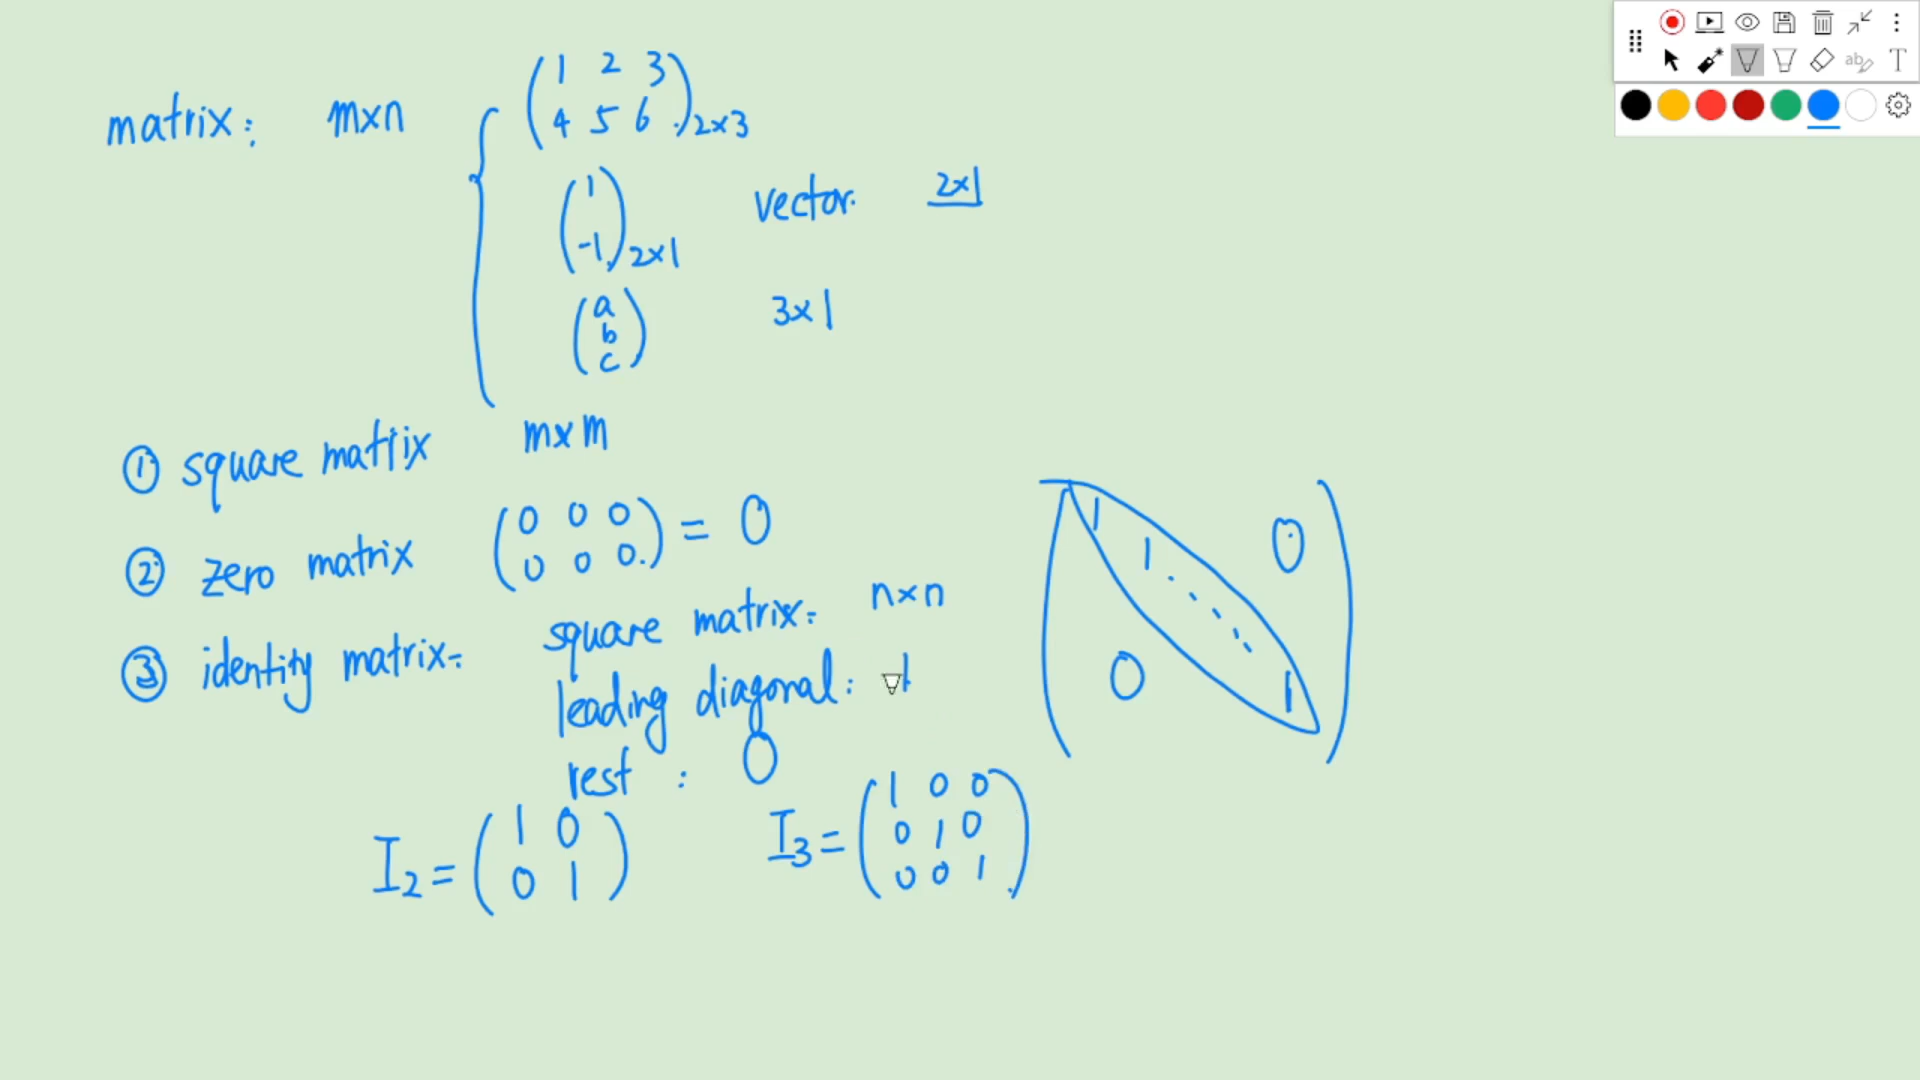 matrix: m×n
( 1 2 3
4 5 6 )2×3
( 1
-1 )2×1 vector. 2×1
( a
b
c ) 3×1
① square matrix m×m
② zero matrix ( 0 0 0
0 0 0. ) = 0
③ identity matrix: square matrix: n×n
leading diagonal: 1
rest : 0
I2 = ( 1 0
0 1 )
I3 = ( 1 0 0
0 1 0
0 0 1 )
( 1 0
1
0 1 )
ab
T